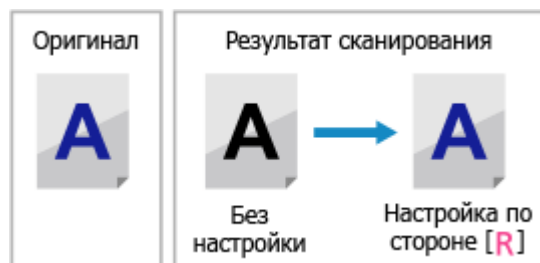 Оригинал
A
Результат сканирования
A
A
Без
настройки
Настройка по
стороне [R]